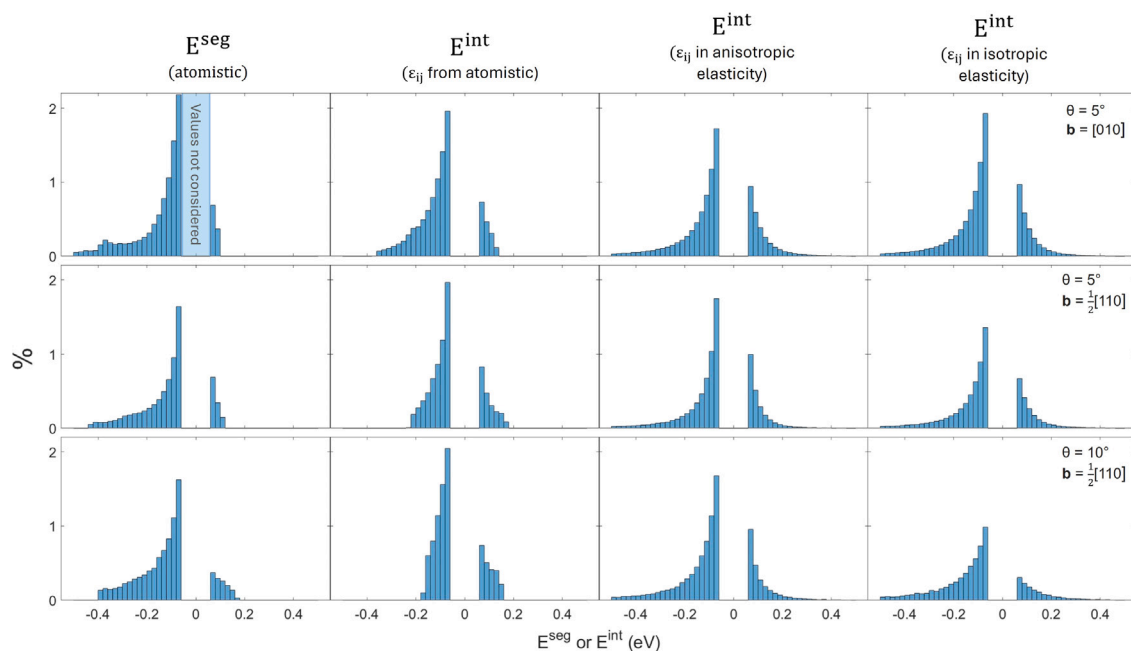 E^seg
(atomistic)
E^int
(ε_ij from atomistic)
E^int
(ε_ij in anisotropic
elasticity)
E^int
(ε_ij in isotropic
elasticity)
2
1
0
Values not considered
θ = 5°
b = [010]
2
1
0
θ = 5°
b = 1/2[110]
%
2
1
0
θ = 10°
b = 1/2[110]
-0.4 -0.2 0 0.2 0.4 -0.4 -0.2 0 0.2 0.4 -0.4 -0.2 0 0.2 0.4 -0.4 -0.2 0 0.2 0.4
E^seg or E^int (eV)